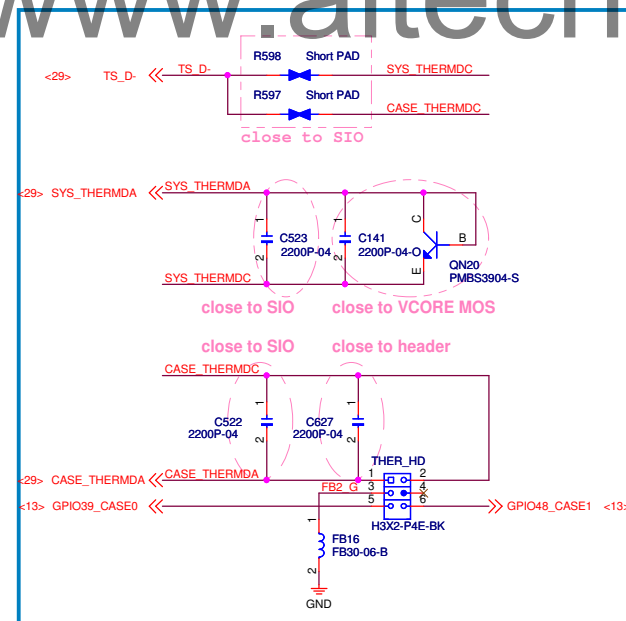 www.aitech
R598 Short PAD
<29> TS_D- TS_D- SYS_THERMDC
R597 Short PAD
CASE_THERMDC
close to SIO
<29> SYS_THERMDA SYS_THERMDA
1 1 C
C523 C141 B
2200P-04 2200P-04-O
2 2 E QN20
PMBS3904-S
SYS_THERMDC
close to SIO close to VCORE MOS
close to SIO close to header
CASE_THERMDC
1 1
C522 C627
2200P-04 2200P-04
2 2
THER_HD
<29> CASE_THERMDA CASE_THERMDA 1 2
FB2_G 3 4
<13> GPIO39_CASE0 5 6 GPIO48_CASE1 <13>
H3X2-P4E-BK
1
FB16
FB30-06-B
2
GND